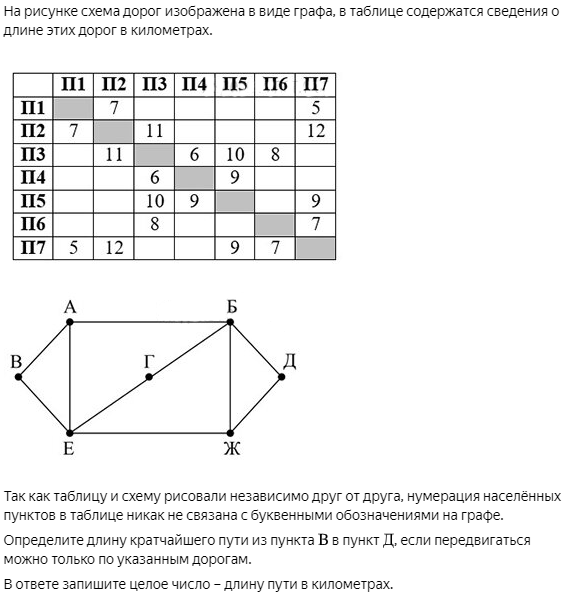 На рисунке схема дорог изображена в виде графа, в таблице содержатся сведения о
длине этих дорог в километрах.
П1 П2 П3 П4 П5 П6 П7
П1 7 5
П2 7 11 12
П3 11 6 10 8
П4 6 9
П5 10 9 9
П6 8 7
П7 5 12 9 7
А Б
В Г Д
Е Ж
Так как таблицу и схему рисовали независимо друг от друга, нумерация населённых
пунктов в таблице никак не связана с буквенными обозначениями на графе.
Определите длину кратчайшего пути из пункта В в пункт Д, если передвигаться
можно только по указанным дорогам.
В ответе запишите целое число – длину пути в километрах.